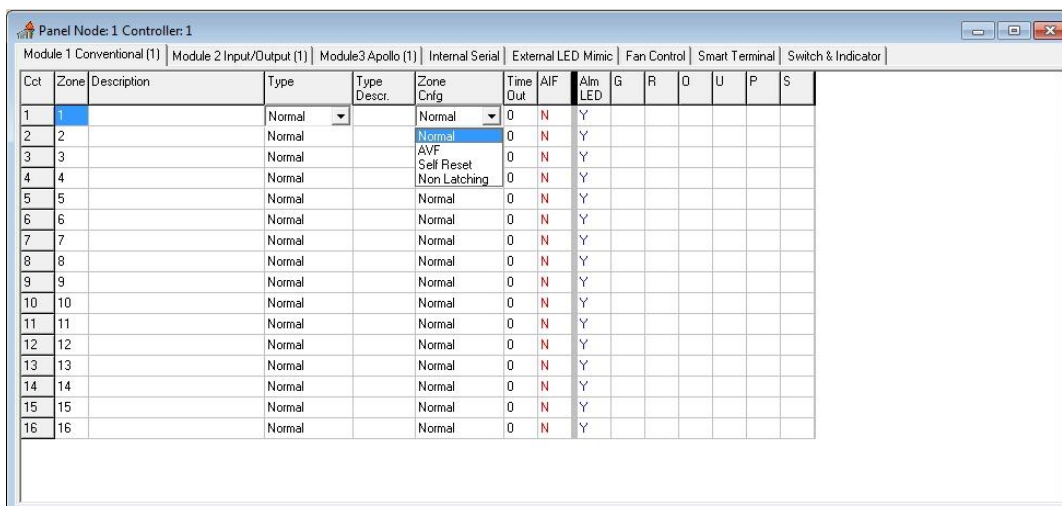 Panel Node: 1 Controller: 1
Module 1 Conventional (1) Module 2 Input/Output (1) Module3 Apollo (1) Internal Serial External LED Mimic Fan Control Smart Terminal Switch & Indicator
Cct Zone Description Type Type Descr. Zone Cnfg Time Out AIF Alm LED G R O U P S
1 1 Normal Normal 0 N Y
2 2 Normal Normal 0 N Y
3 3 Normal AVF Self Reset 0 N Y
4 4 Normal Non Latching 0 N Y
5 5 Normal Normal 0 N Y
6 6 Normal Normal 0 N Y
7 7 Normal Normal 0 N Y
8 8 Normal Normal 0 N Y
9 9 Normal Normal 0 N Y
10 10 Normal Normal 0 N Y
11 11 Normal Normal 0 N Y
12 12 Normal Normal 0 N Y
13 13 Normal Normal 0 N Y
14 14 Normal Normal 0 N Y
15 15 Normal Normal 0 N Y
16 16 Normal Normal 0 N Y